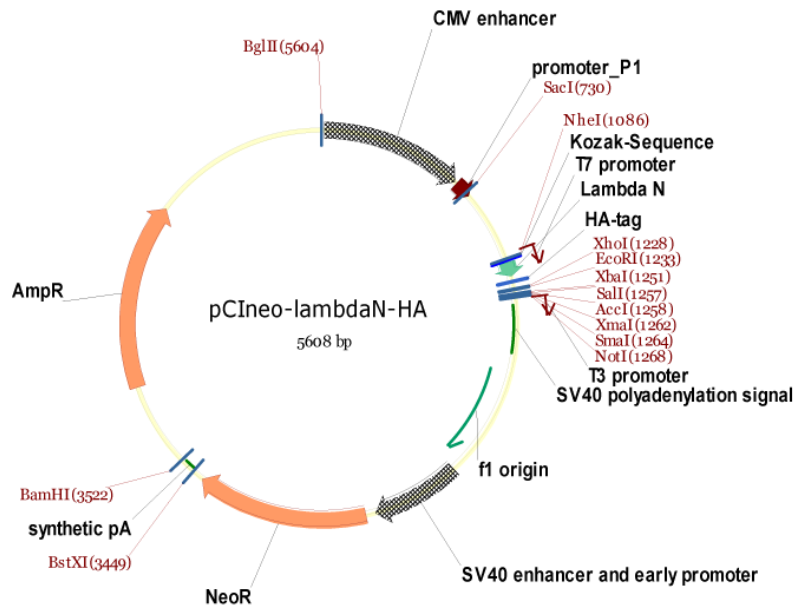 CMV enhancer
BglII(5604)
promoter_P1
SacI(730)
NheI(1086)
Kozak-Sequence
T7 promoter
Lambda N
HA-tag
XhoI(1228)
EcoRI(1233)
XbaI(1251)
SalI(1257)
AccI(1258)
XmaI(1262)
SmaI(1264)
NotI(1268)
T3 promoter
SV40 polyadenylation signal
AmpR
pCIneo-lambdaN-HA
5608 bp
f1 origin
BamHI(3522)
synthetic pA
BstXI(3449)
SV40 enhancer and early promoter
NeoR